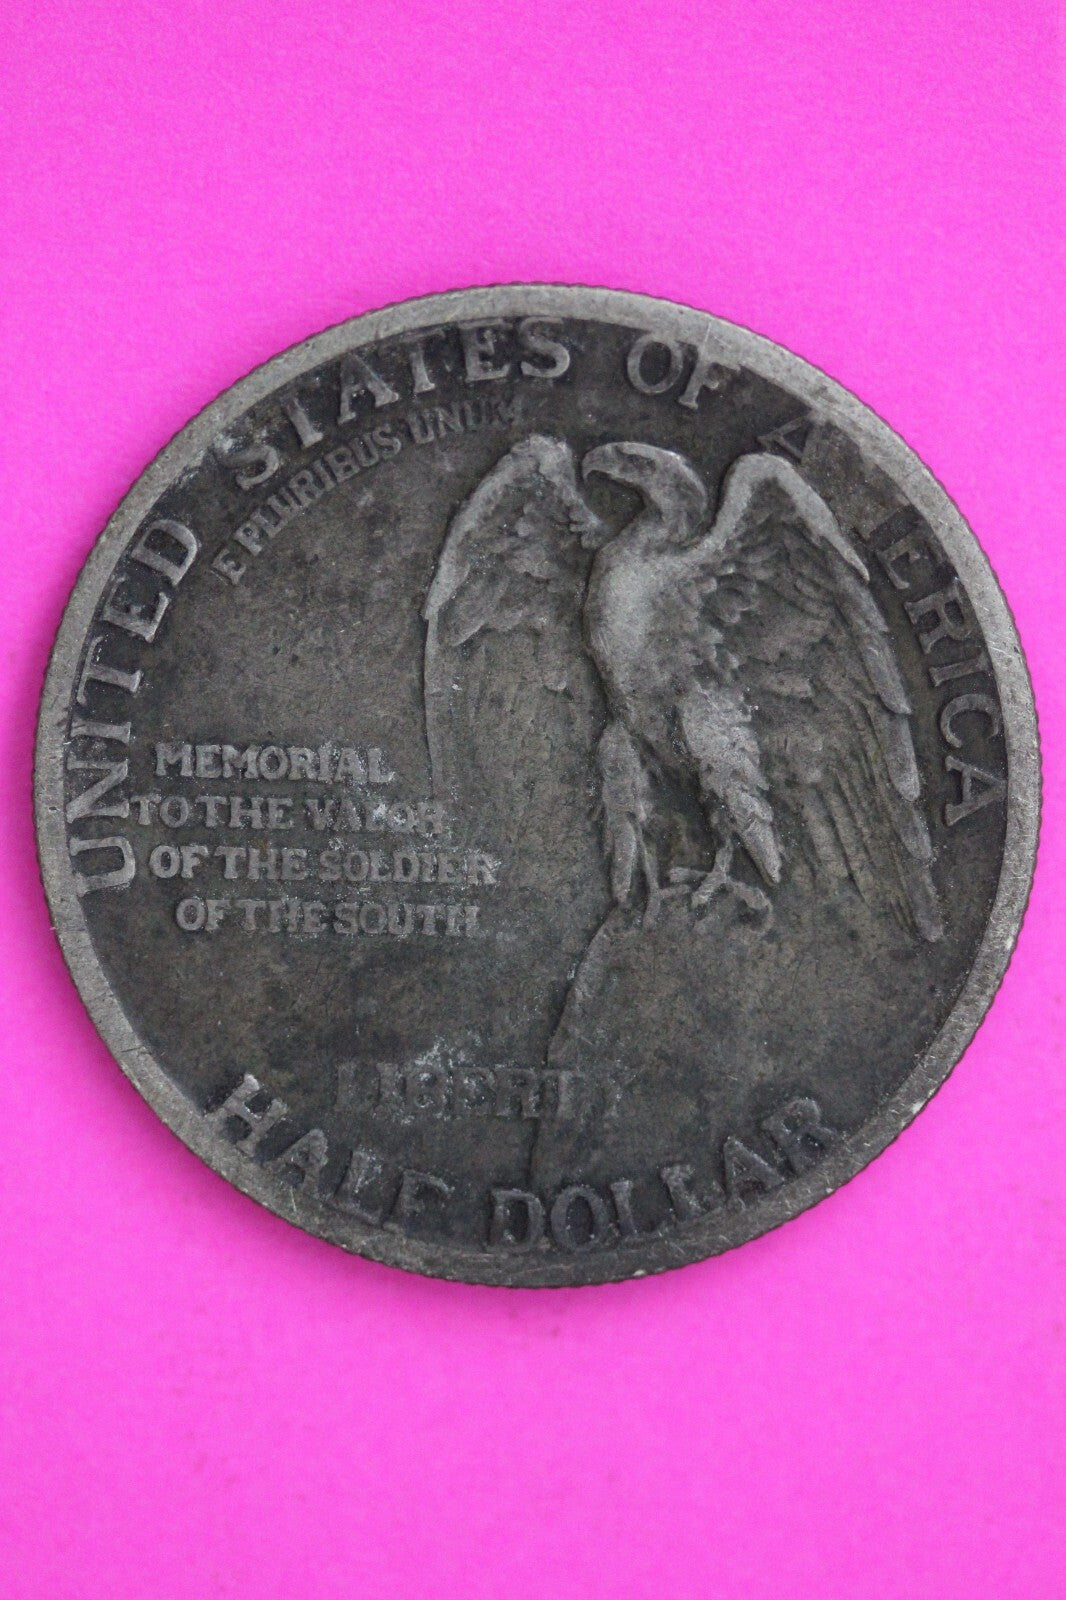 UNITED STATES OF AMERICA
E PLURIBUS UNUM
MEMORIAL
TO THE VALOR
OF THE SOLDIER
OF THE SOUTH
LIBERTY
HALF DOLLAR